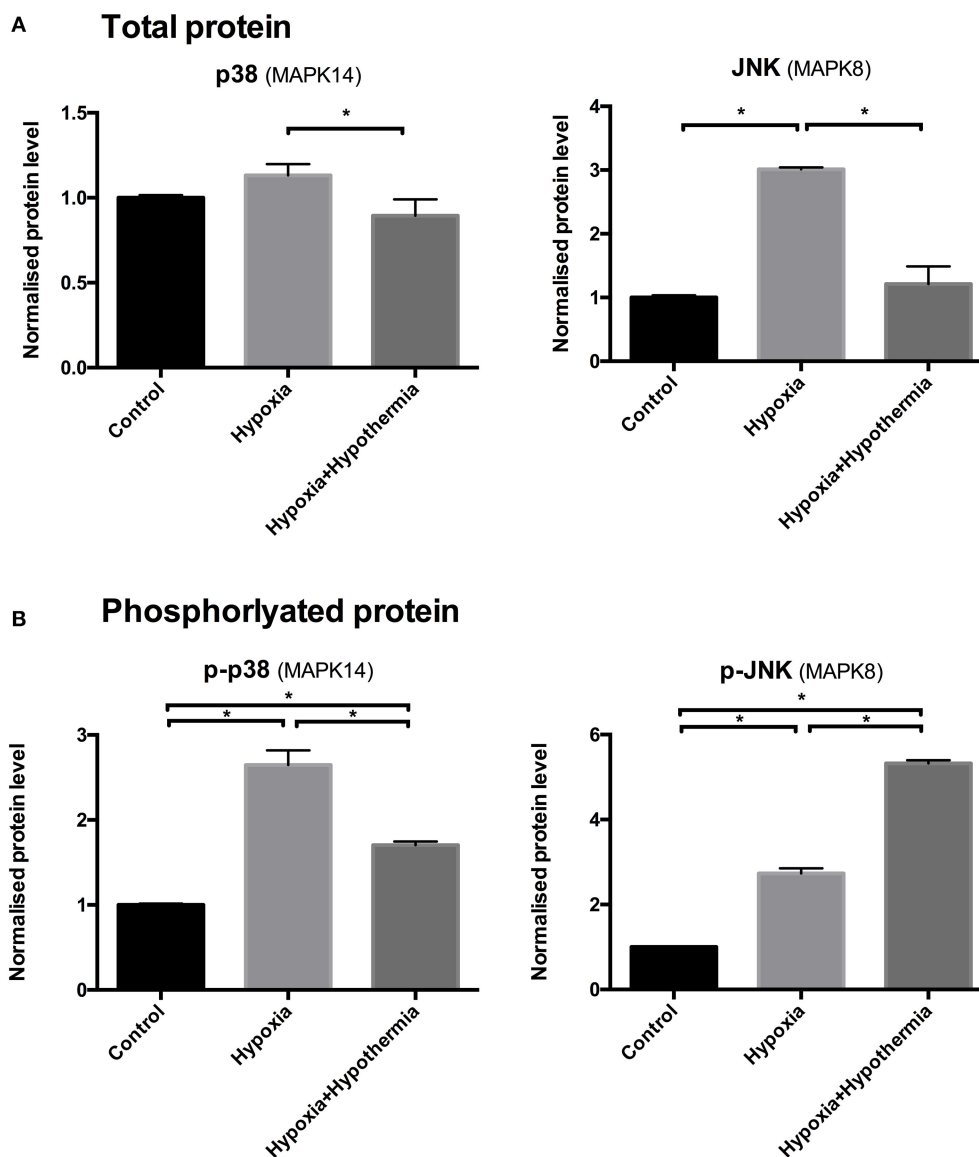 A
Total protein
p38 (MAPK14)
*
Normalised protein level
1.5
1.0
0.5
0.0
Control
Hypoxia
Hypoxia+Hypothermia
JNK (MAPK8)
* *
Normalised protein level
4
3
2
1
0
Control
Hypoxia
Hypoxia+Hypothermia
B
Phosphorlyated protein
p-p38 (MAPK14)
*
* *
Normalised protein level
3
2
1
0
Control
Hypoxia
Hypoxia+Hypothermia
p-JNK (MAPK8)
*
* *
Normalised protein level
6
4
2
0
Control
Hypoxia
Hypoxia+Hypothermia